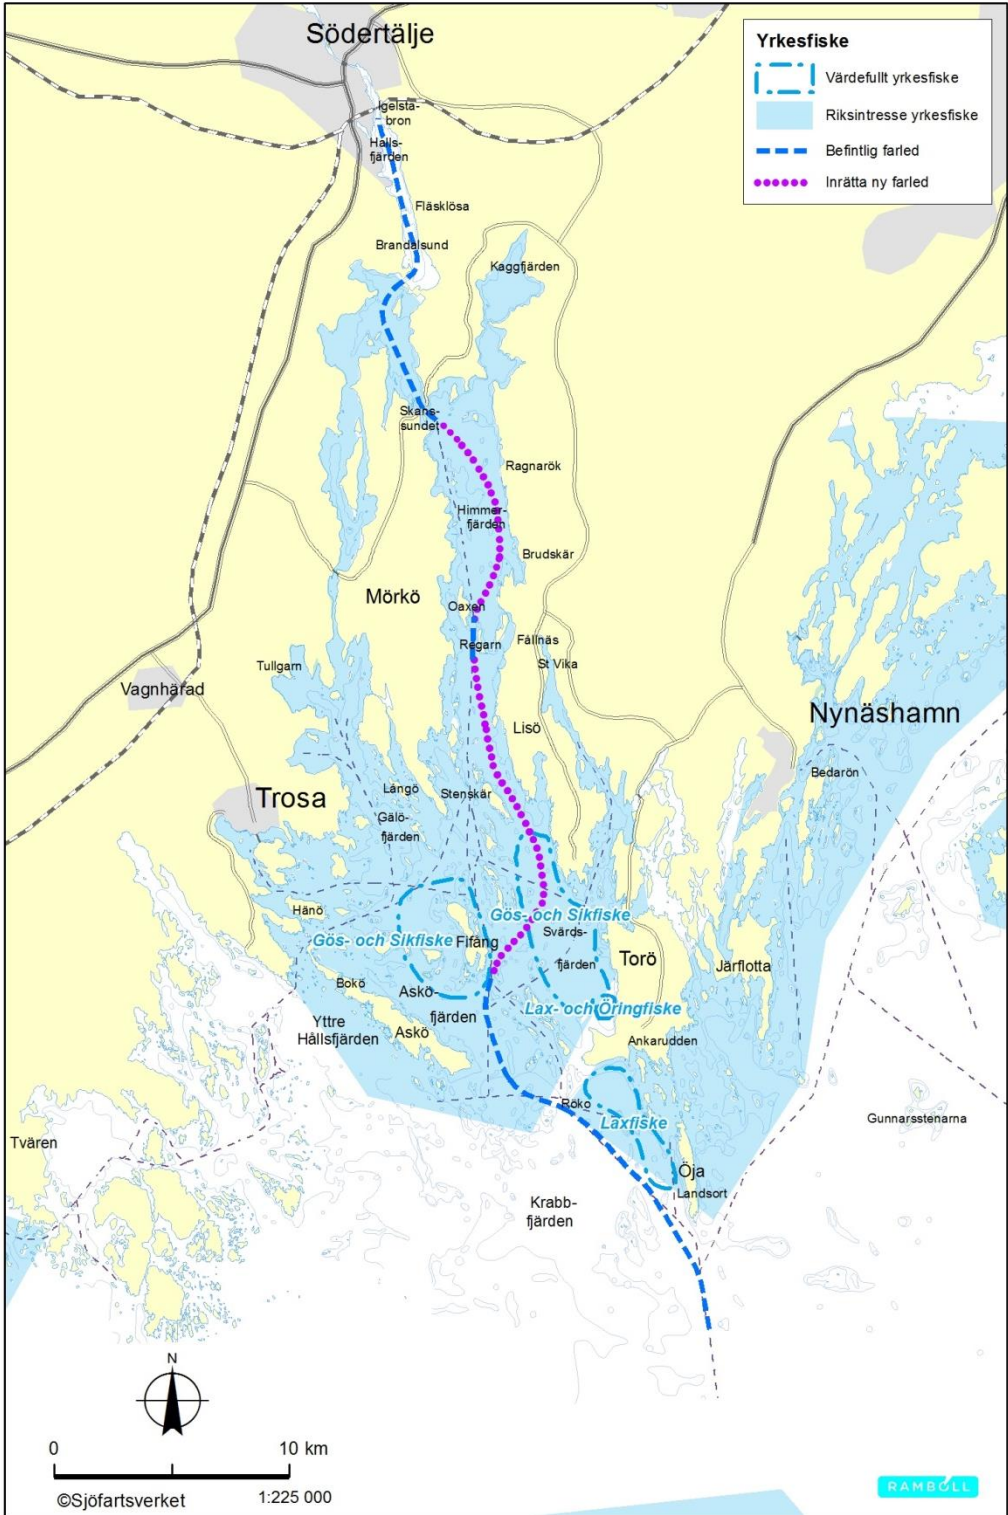 Södertälje
Yrkesfiske
Värdefullt yrkesfiske
Riksintresse yrkesfiske
Befintlig farled
Inrätta ny farled
Igelsta-
bron
Halls-
fjärden
Fläsklösa
Brandalsund
Kaggfjärden
Skans-
sundet
Ragnarök
Himmer-
fjärden
Brudskär
Mörkö
Oaxen
Regarn
Fållnäs
St Vika
Tullgarn
Vagnhärad
Nynäshamn
Lisö
Bedarön
Trosa
Långö
Stenskär
Gälö-
fjärden
Hänö
Gös- och Sikfiske
Gös- och Sikfiske
Fifång
Svärds-
fjärden
Torö
Järflotta
Bokö
Askö-
fjärden
Lax- och Öringfiske
Yttre
Hållsfjärden
Askö
Ankarudden
Röko
Laxfiske
Gunnarsstenarna
Tvären
Öja
Landsort
Krabb-
fjärden
N
0 10 km
©Sjöfartsverket 1:225 000
RAMBOLL